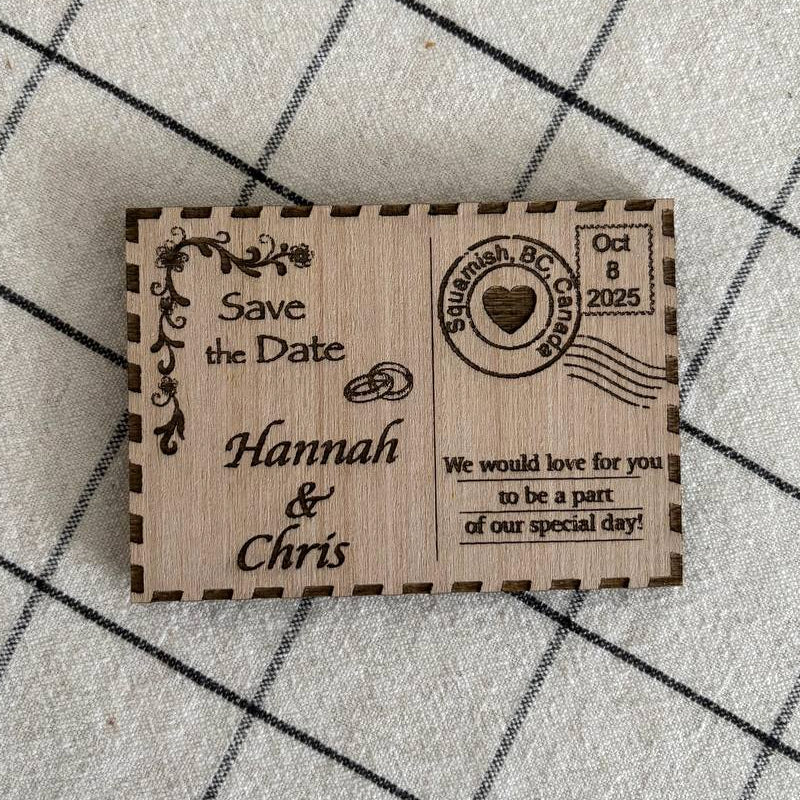 Save
the Date
Hannah
&
Chris
Squamish, BC, Canada
Oct
8
2025
We would love for you
to be a part
of our special day!